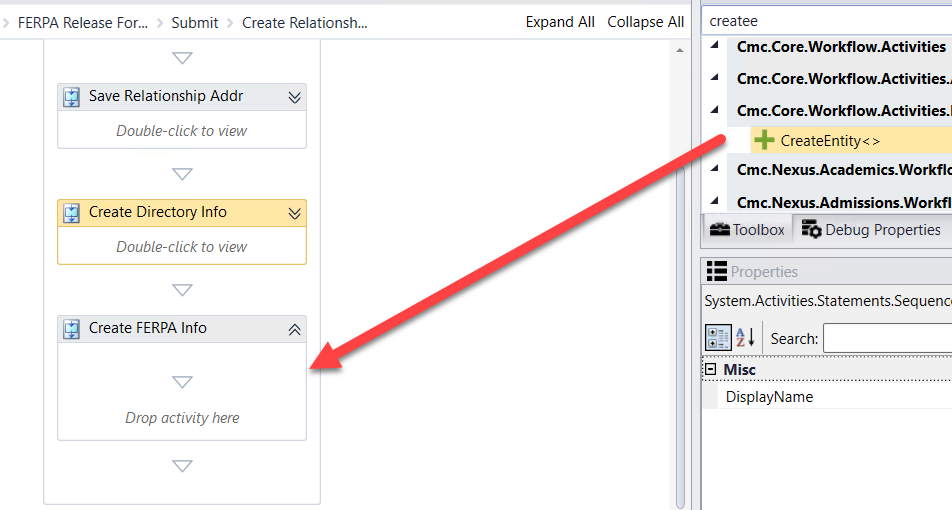 FERPA Release For... Submit Create Relationsh...
Expand All Collapse All
Save Relationship Addr
Double-click to view
Create Directory Info
Double-click to view
Create FERPA Info
Drop activity here
createe
Cmc.Core.Workflow.Activities
Cmc.Core.Workflow.Activities.
Cmc.Core.Workflow.Activities.
CreateEntity<>
Cmc.Nexus.Academics.Workflo
Cmc.Nexus.Admissions.Workfl
Toolbox Debug Properties
Properties
System.Activities.Statements.Sequence
A
Z Search:
Misc
DisplayName